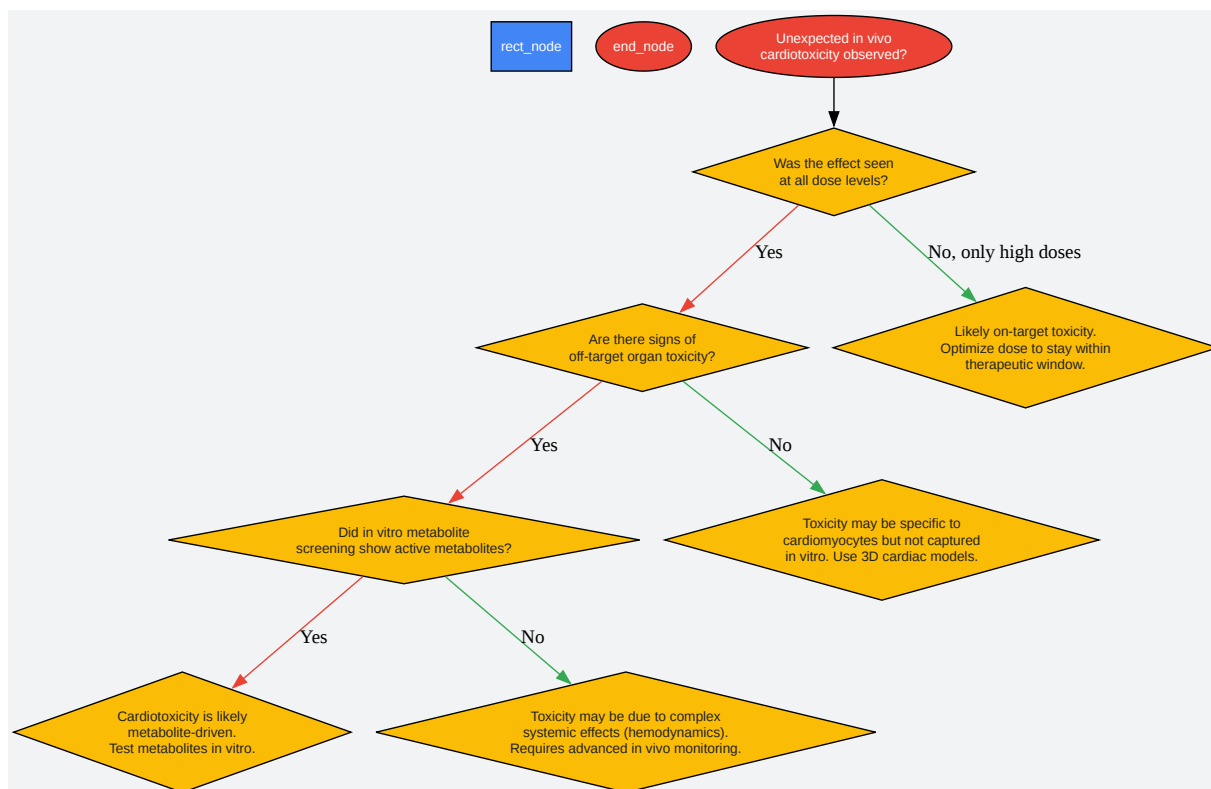 rect_node
end_node
Unexpected in vivo
cardiotoxicity observed?
Was the effect seen
at all dose levels?
Yes
No, only high doses
Are there signs of
off-target organ toxicity?
Likely on-target toxicity.
Optimize dose to stay within
therapeutic window.
Yes
No
Did in vitro metabolite
screening show active metabolites?
Toxicity may be specific to
cardiomyocytes but not captured
in vitro. Use 3D cardiac models.
Yes
No
Cardiotoxicity is likely
metabolite-driven.
Test metabolites in vitro.
Toxicity may be due to complex
systemic effects (hemodynamics).
Requires advanced in vivo monitoring.